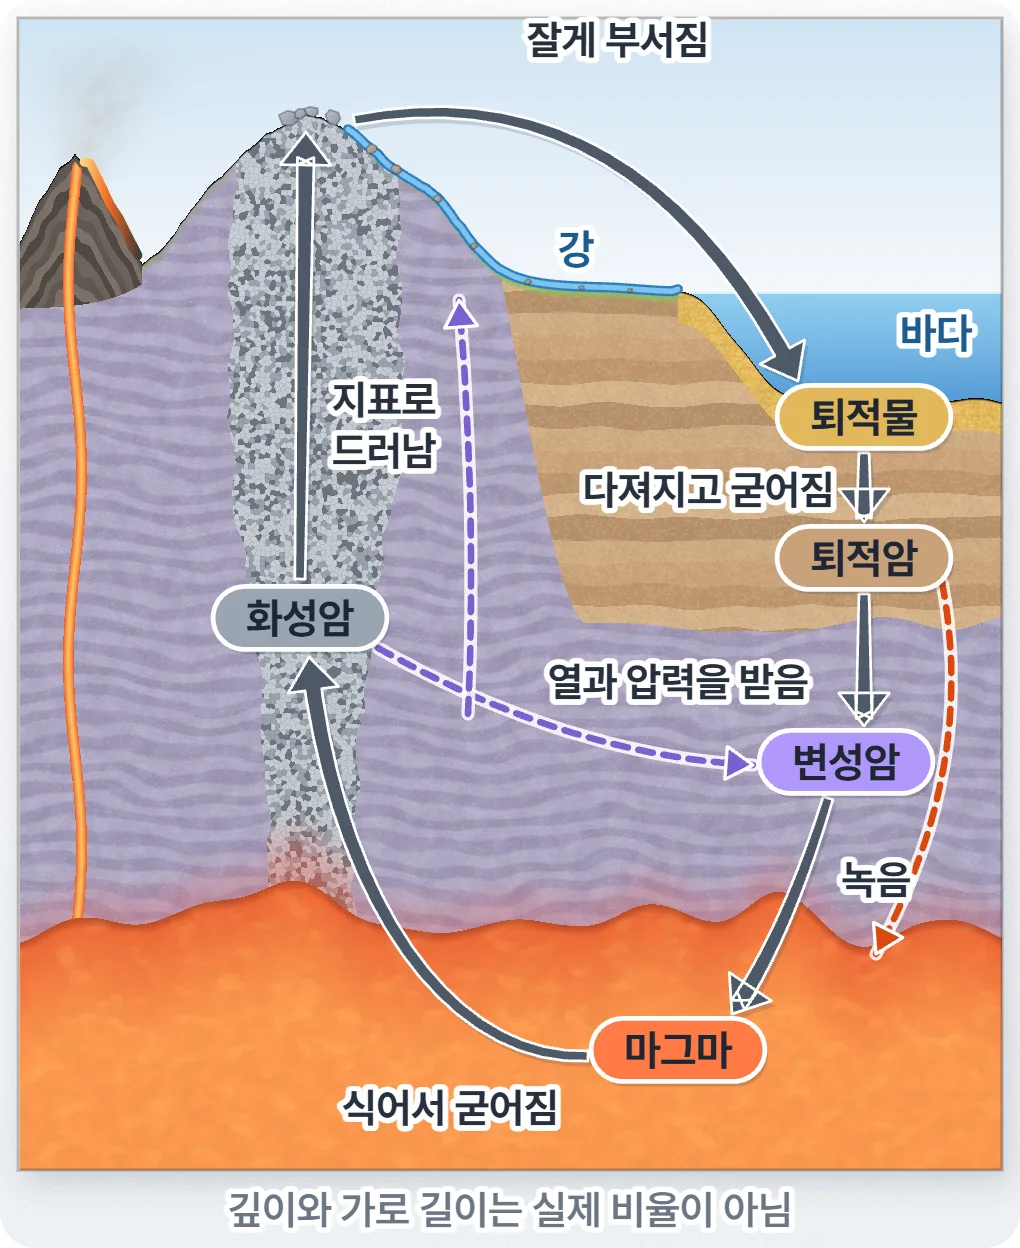 잘게 부서짐
강
바다
지표로
드러남
퇴적물
다져지고 굳어짐
퇴적암
화성암
열과 압력을 받음
변성암
녹음
마그마
식어서 굳어짐
깊이와 가로 길이는 실제 비율이 아님